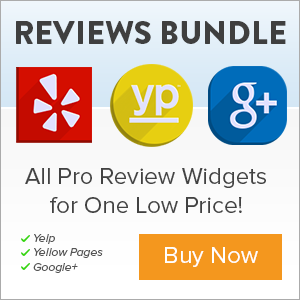 REVIEWS BUNDLE
yp
g+
All Pro Review Widgets
for One Low Price!
Yelp
Yellow Pages
Google+
Buy Now